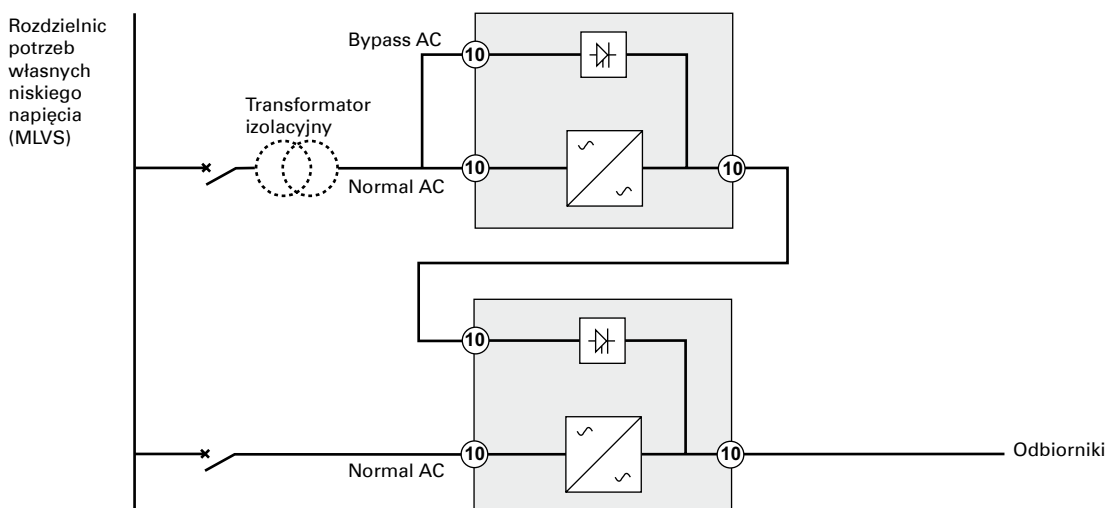 Rozdzielnic
potrzeb
własnych
niskiego
napięcia
(MLVS)
Bypass AC
10
Transformator
izolacyjny
10
10
Normal AC
10
10
10
Normal AC
Odbiorniki